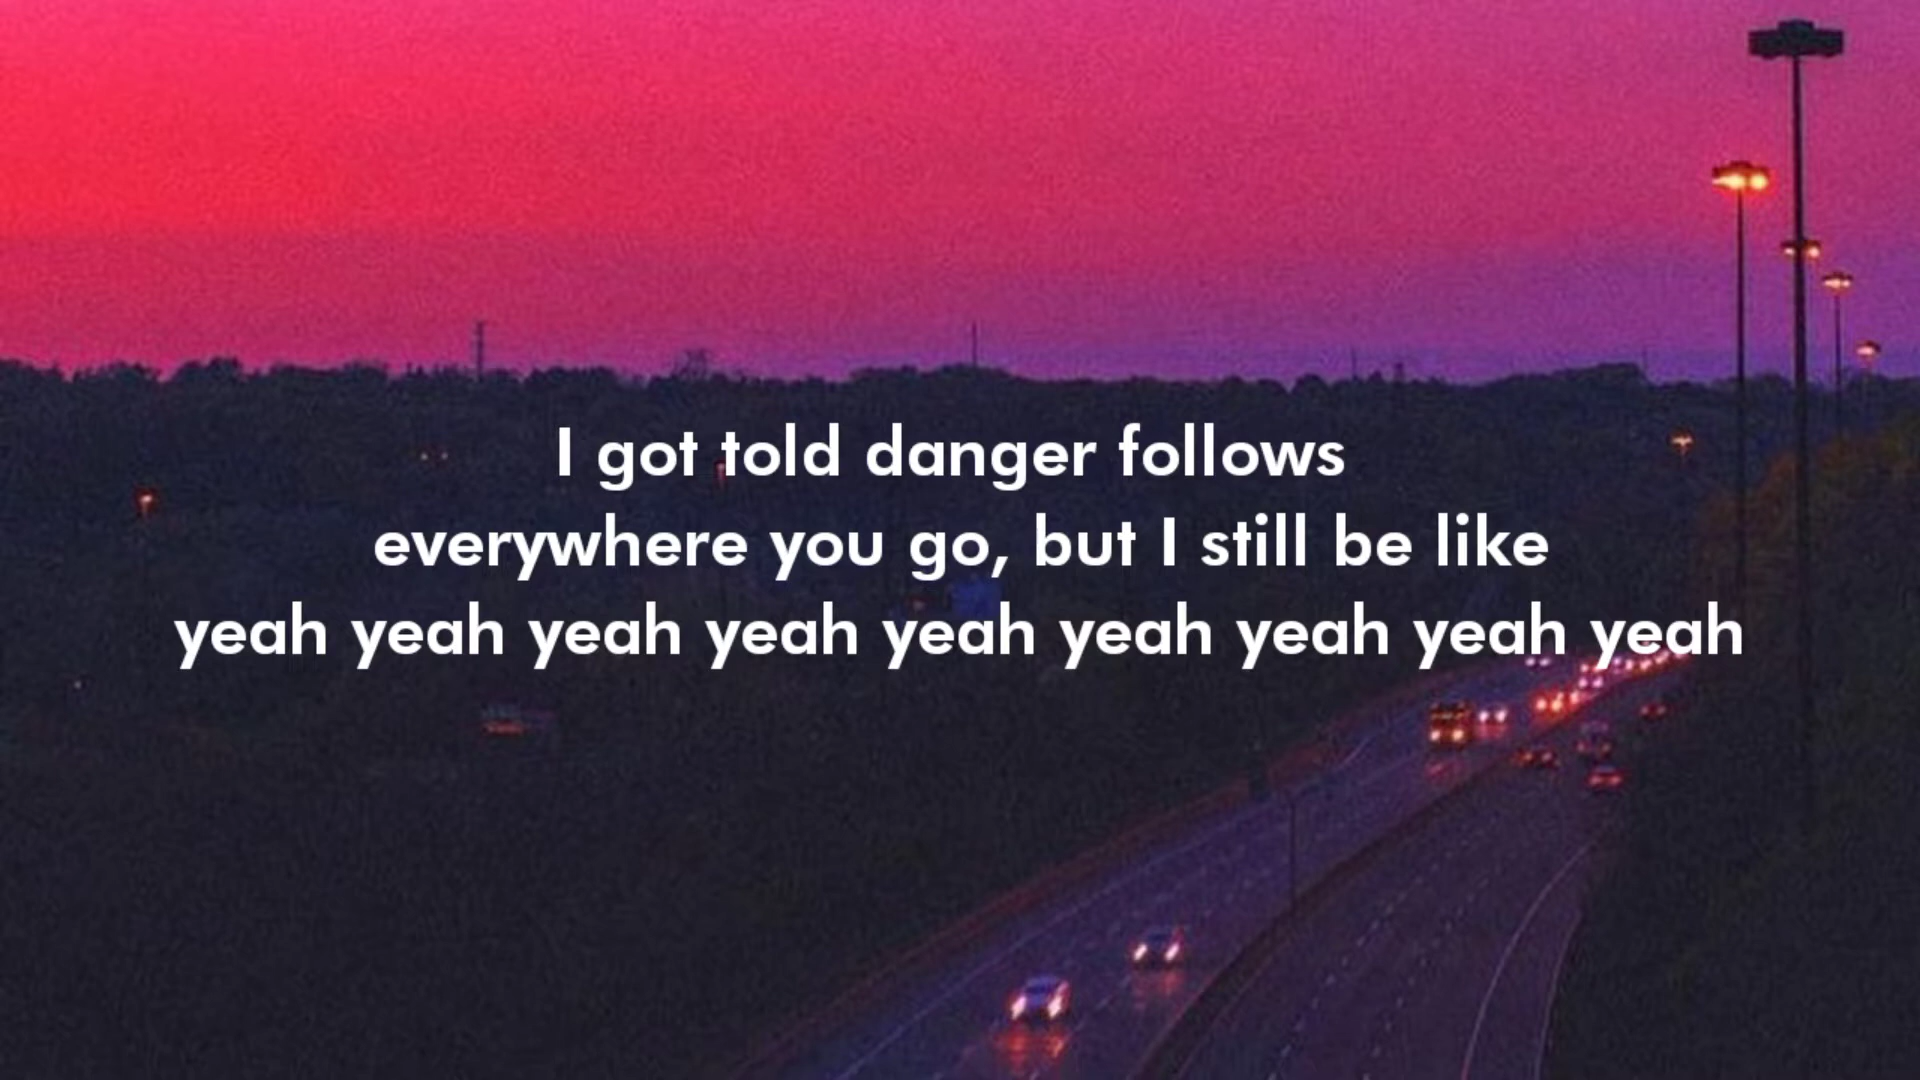 I got told danger follows
everywhere you go, but I still be like
yeah yeah yeah yeah yeah yeah yeah yeah yeah